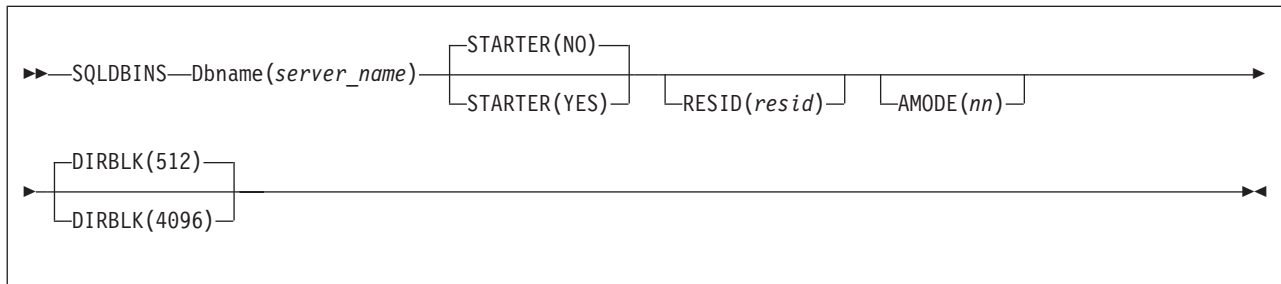 STARTER(NO)
SQLDBINS Dbname(server_name)
STARTER(YES) RESID(resid) AMODE(nn)
DIRBLK(512)
DIRBLK(4096)